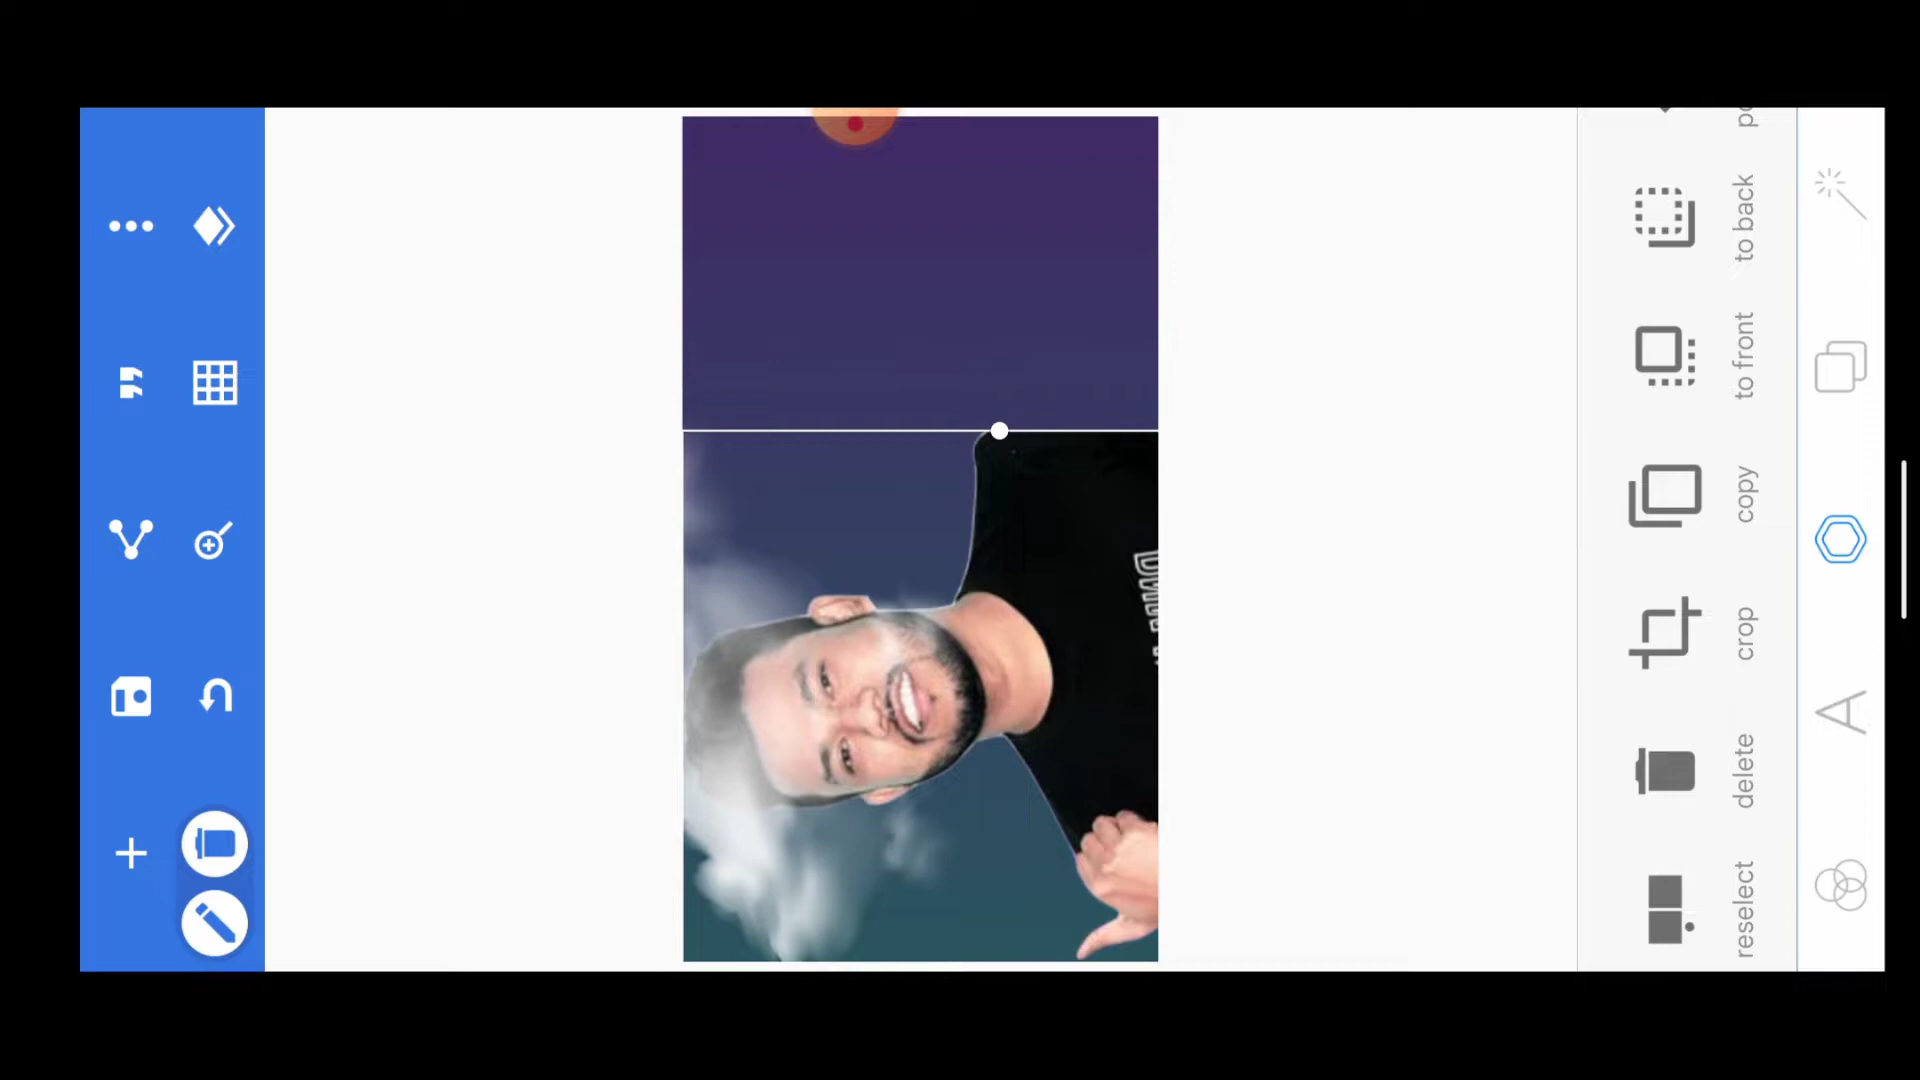 reselect
delete
crop
copy
to front
to back